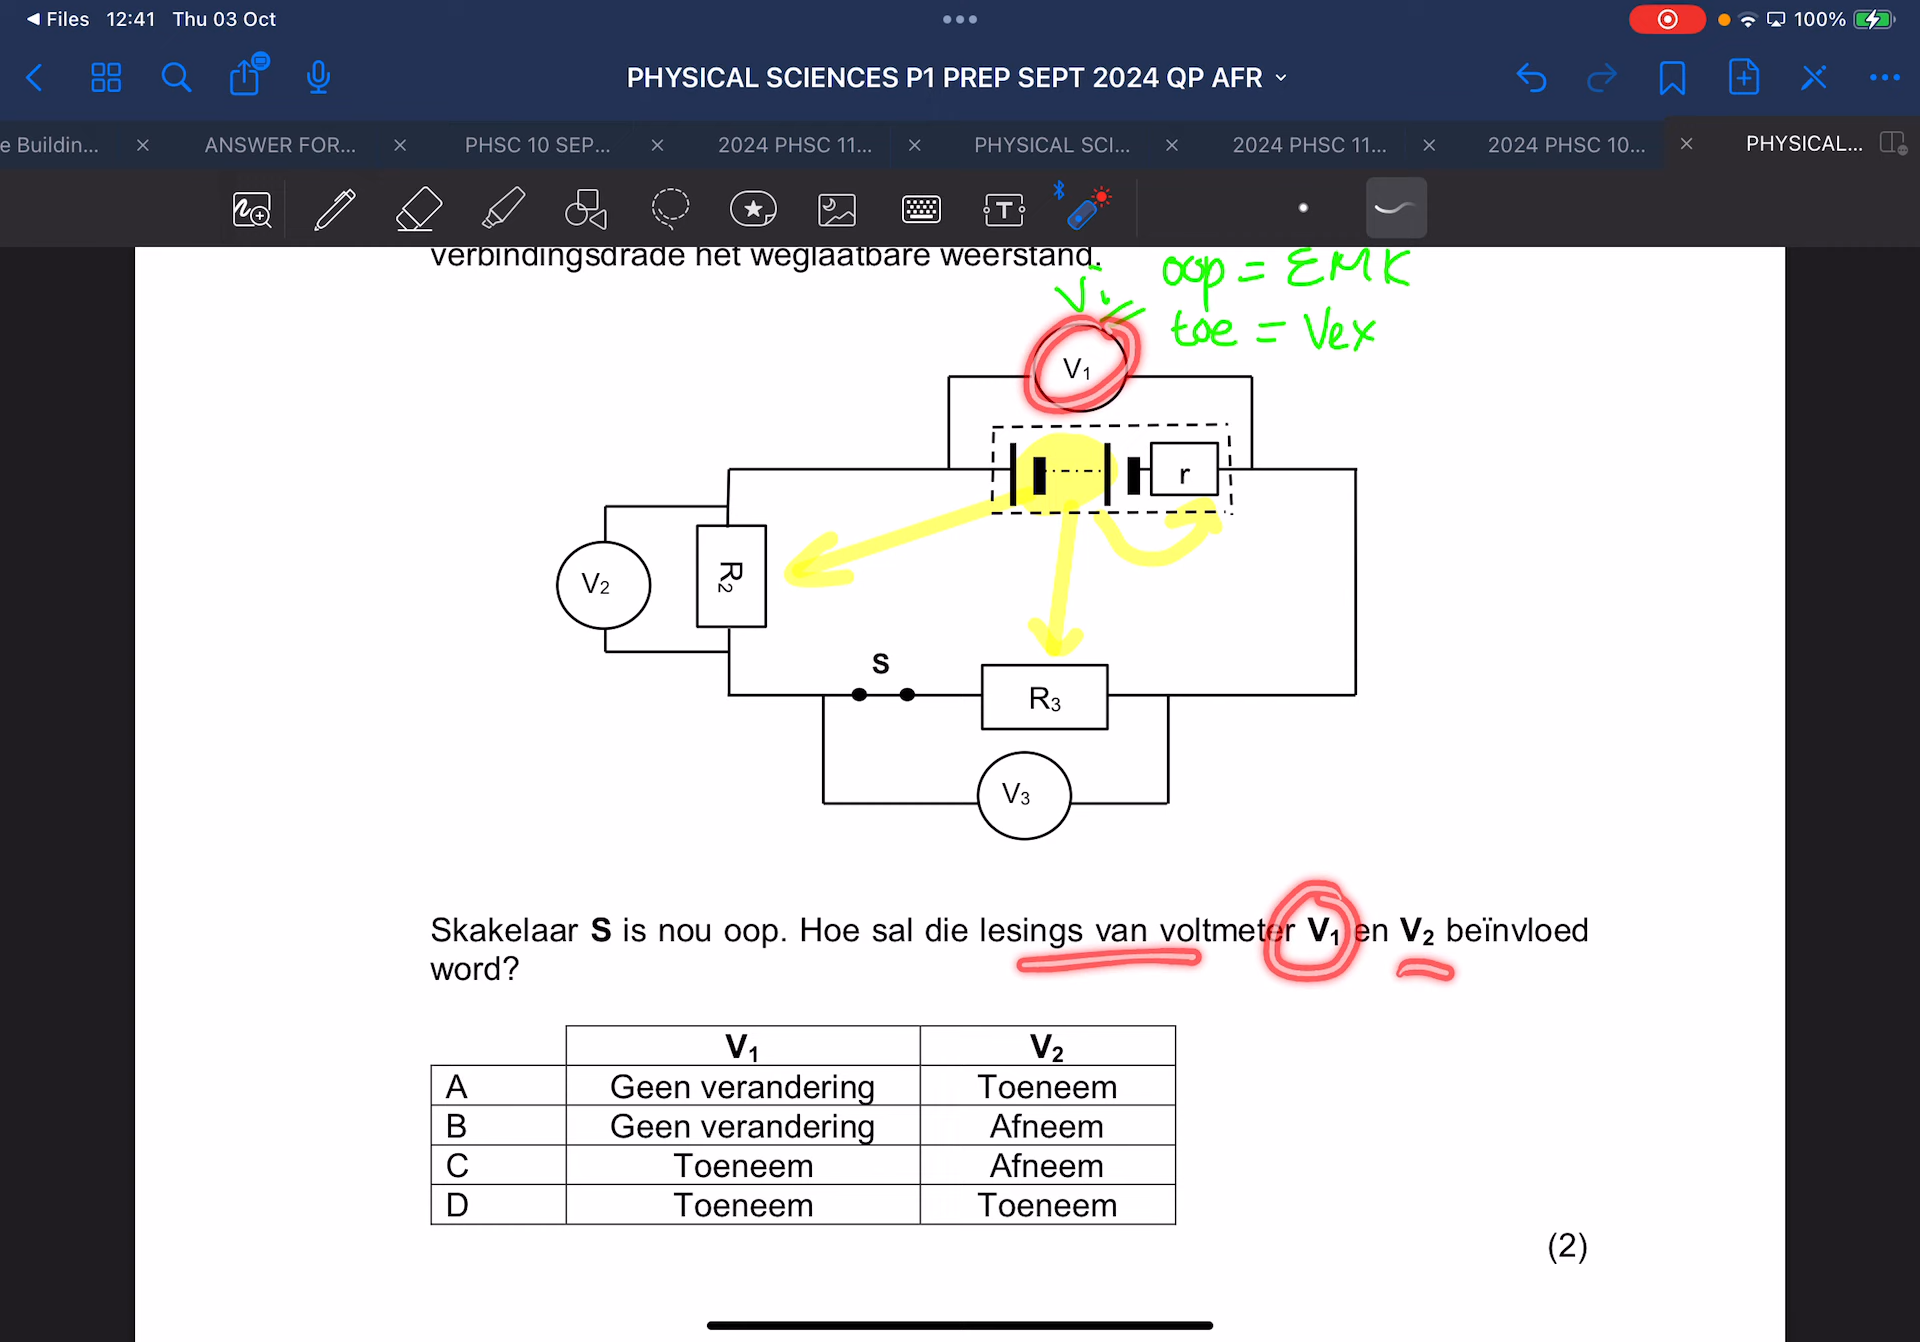 Files 12:41 Thu 03 Oct
100%
PHYSICAL SCIENCES P1 PREP SEPT 2024 QP AFR
e Buildin...
ANSWER FOR...
PHSC 10 SEP...
2024 PHSC 11...
PHYSICAL SCI...
2024 PHSC 11...
2024 PHSC 10...
PHYSICAL...
verbindingsdrade het weglaatbare weerstand.
oop = EMK
toe = Vex
V₁
r
V₂
R₂
S
R₃
V₃
Skakelaar S is nou oop. Hoe sal die lesings van voltmeter V₁ en V₂ beïnvloed
word?
V₁ V₂
A Geen verandering Toeneem
B Geen verandering Afneem
C Toeneem Afneem
D Toeneem Toeneem
(2)